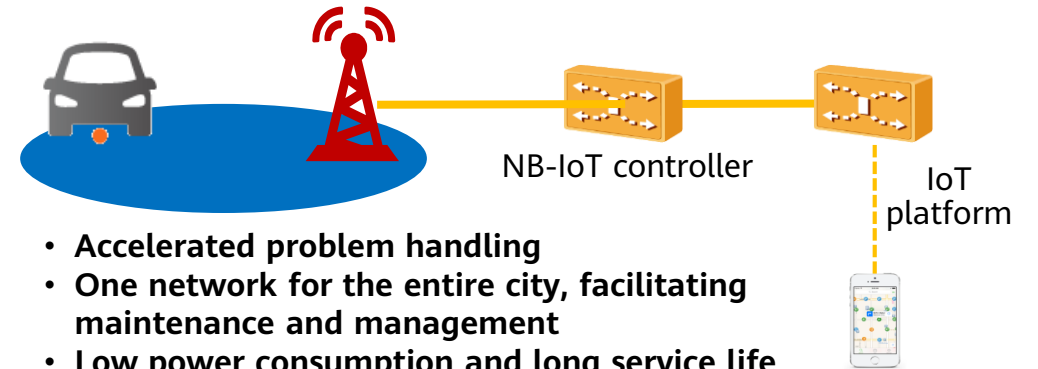 NB-IoT controller
IoT
platform
• Accelerated problem handling
• One network for the entire city, facilitating
maintenance and management
• Low power consumption and long service life